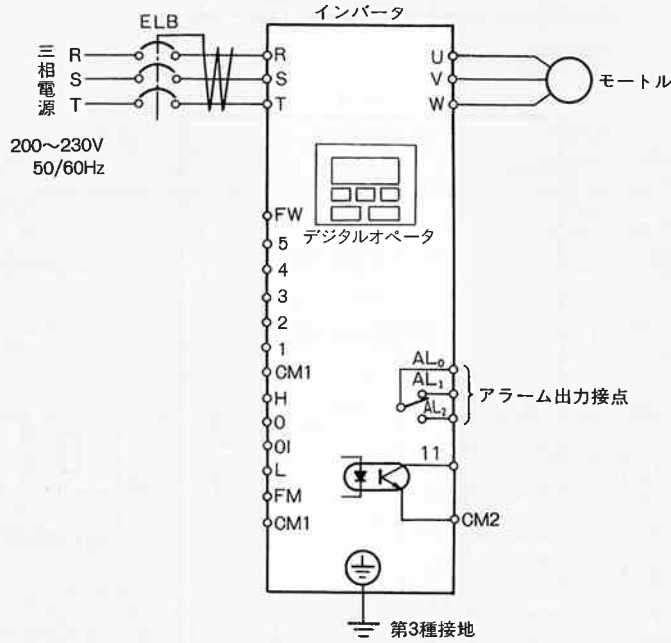 インバータ
ELB
三相電源
R
S
T
200～230V
50/60Hz
R
S
T
U
V
W
モートル
デジタルオペータ
FW
5
4
3
2
1
CM1
H
O
OI
L
FM
CM1
AL₀
AL₁
AL₂
アラーム出力接点
11
CM2
第3種接地